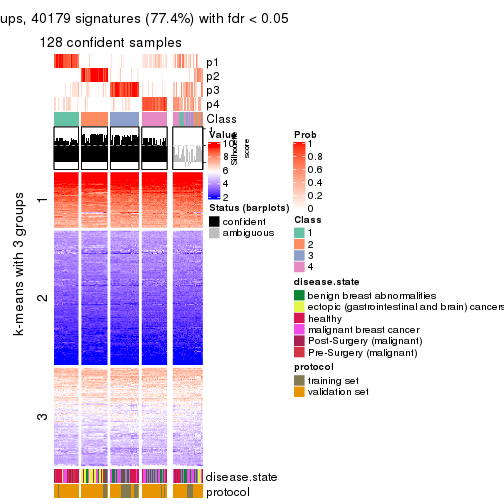 ups, 40179 signatures (77.4%) with fdr < 0.05
128 confident samples
p1
p2
p3
p4
Class
1
2
3
k-means with 3 groups
disease.state
protocol
Value
10
8
6
4
2
Silhouette
score
1
Status (barplots)
confident
ambiguous
Prob
1
0.8
0.6
0.4
0.2
0
Class
1
2
3
4
disease.state
benign breast abnormalities
ectopic (gastrointestinal and brain) cancers
healthy
malignant breast cancer
Post-Surgery (malignant)
Pre-Surgery (malignant)
protocol
training set
validation set